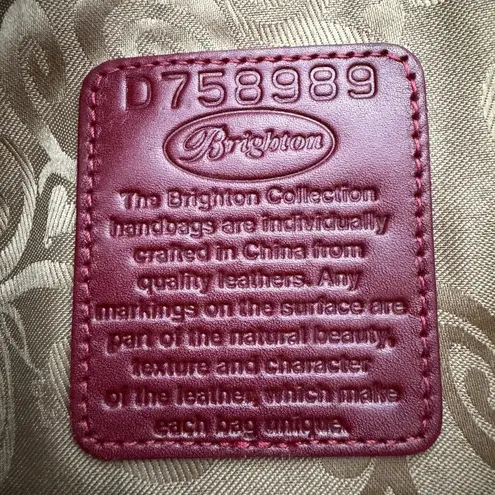 D758989
Brighton
The Brighton Collection
handbags are individually
crafted in China from
quality leathers. Any
markings on the surface are
part of the natural beauty,
texture and character
of the leather, which make
each bag unique.